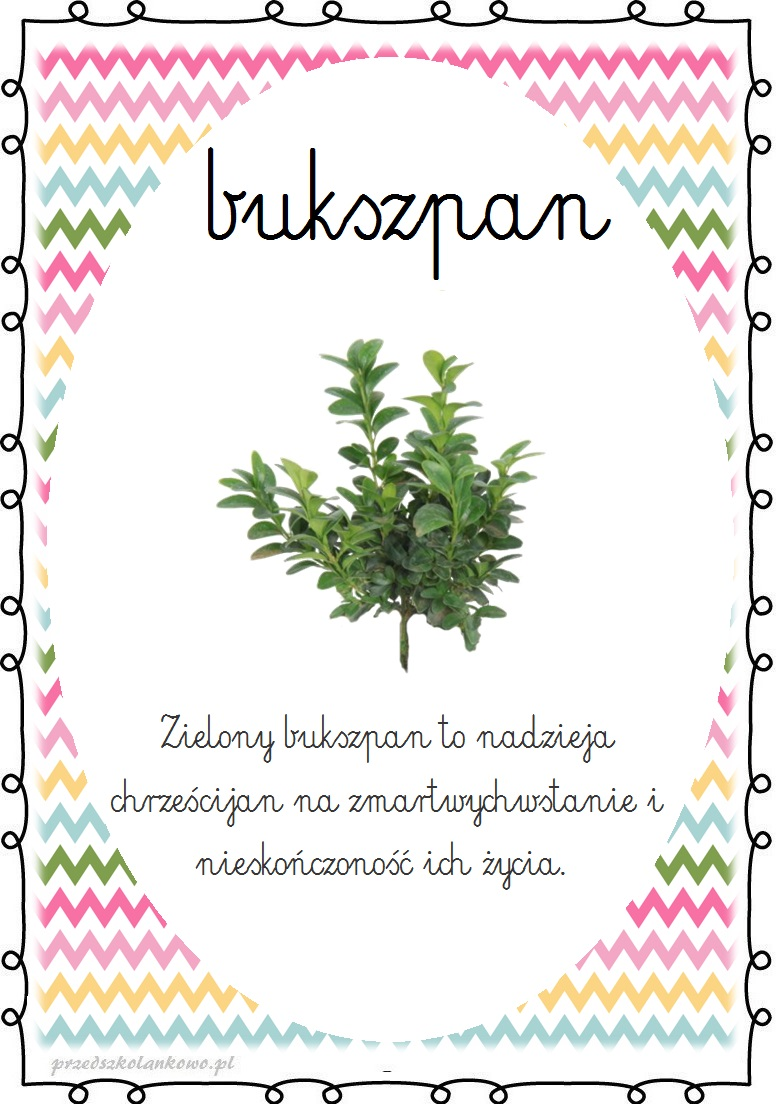 bukszpan
Zielony bukszpan to nadzieja
chrześcijan na zmartwychwstanie i
nieskończoność ich życia.
przedszkolankowo.pl